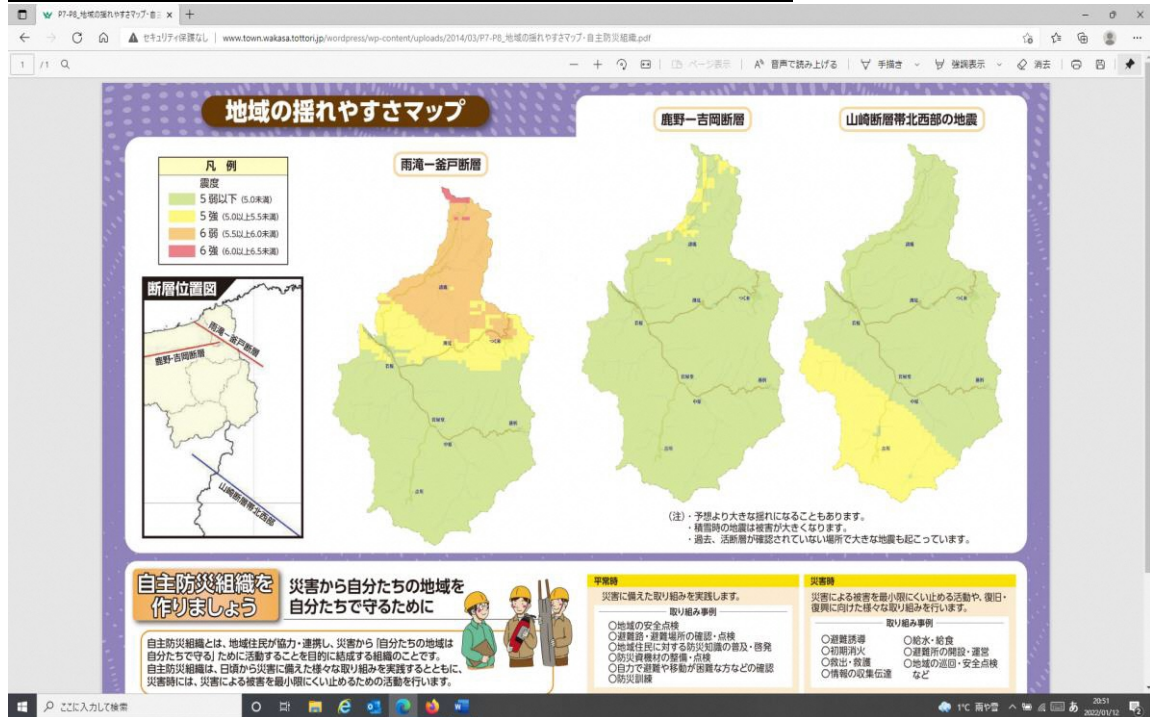 P7-P8_地域の揺れやすさマップ・自主
セキュリティ保護なし | www.town.wakasa.tottori.jp/wordpress/wp-content/uploads/2014/03/P7-P8_地域の揺れやすさマップ・自主防災組織.pdf
1 /1 ページ表示 音声で読み上げる 手描き 強調表示 消去
地域の揺れやすさマップ
凡 例
震度
5弱以下 (5.0未満)
5強 (5.0以上5.5未満)
6弱 (5.5以上6.0未満)
6強 (6.0以上6.5未満)
断層位置図
雨滝ー釜戸断層
鹿野-吉岡断層
山崎断層帯北西部
雨滝ー釜戸断層
鹿野ー吉岡断層
山崎断層帯北西部の地震
(注)・予想より大きな揺れになることもあります。
・積雪時の地震は被害が大きくなります。
・過去、活断層が確認されていない場所で大きな地震も起こっています。
自主防災組織を
作りましょう
災害から自分たちの地域を
自分たちで守るために
自主防災組織とは、地域住民が協力・連携し、災害から「自分たちの地域は
自分たちで守る」ために活動することを目的に結成する組織のことです。
自主防災組織は、日頃から災害に備えた様々な取り組みを実践するとともに、
災害時には、災害による被害を最小限にくい止めるための活動を行います。
平常時
災害に備えた取り組みを実践します。
取り組み事例
○地域の安全点検
○避難路・避難場所の確認・点検
○地域住民に対する防災知識の普及・啓発
○防災資機材の整備・点検
○自力で避難や移動が困難な方などの確認
○防災訓練
災害時
災害による被害を最小限にくい止める活動や、復旧・
復興に向けた様々な取り組みを行います。
取り組み事例
○避難誘導
○初期消火
○救出・救護
○情報の収集伝達
○給水・給食
○避難所の開設・運営
○地域の巡回・安全点検
など
ここに入力して検索
1℃ 雨や雪
あ
20:51
2022/01/12